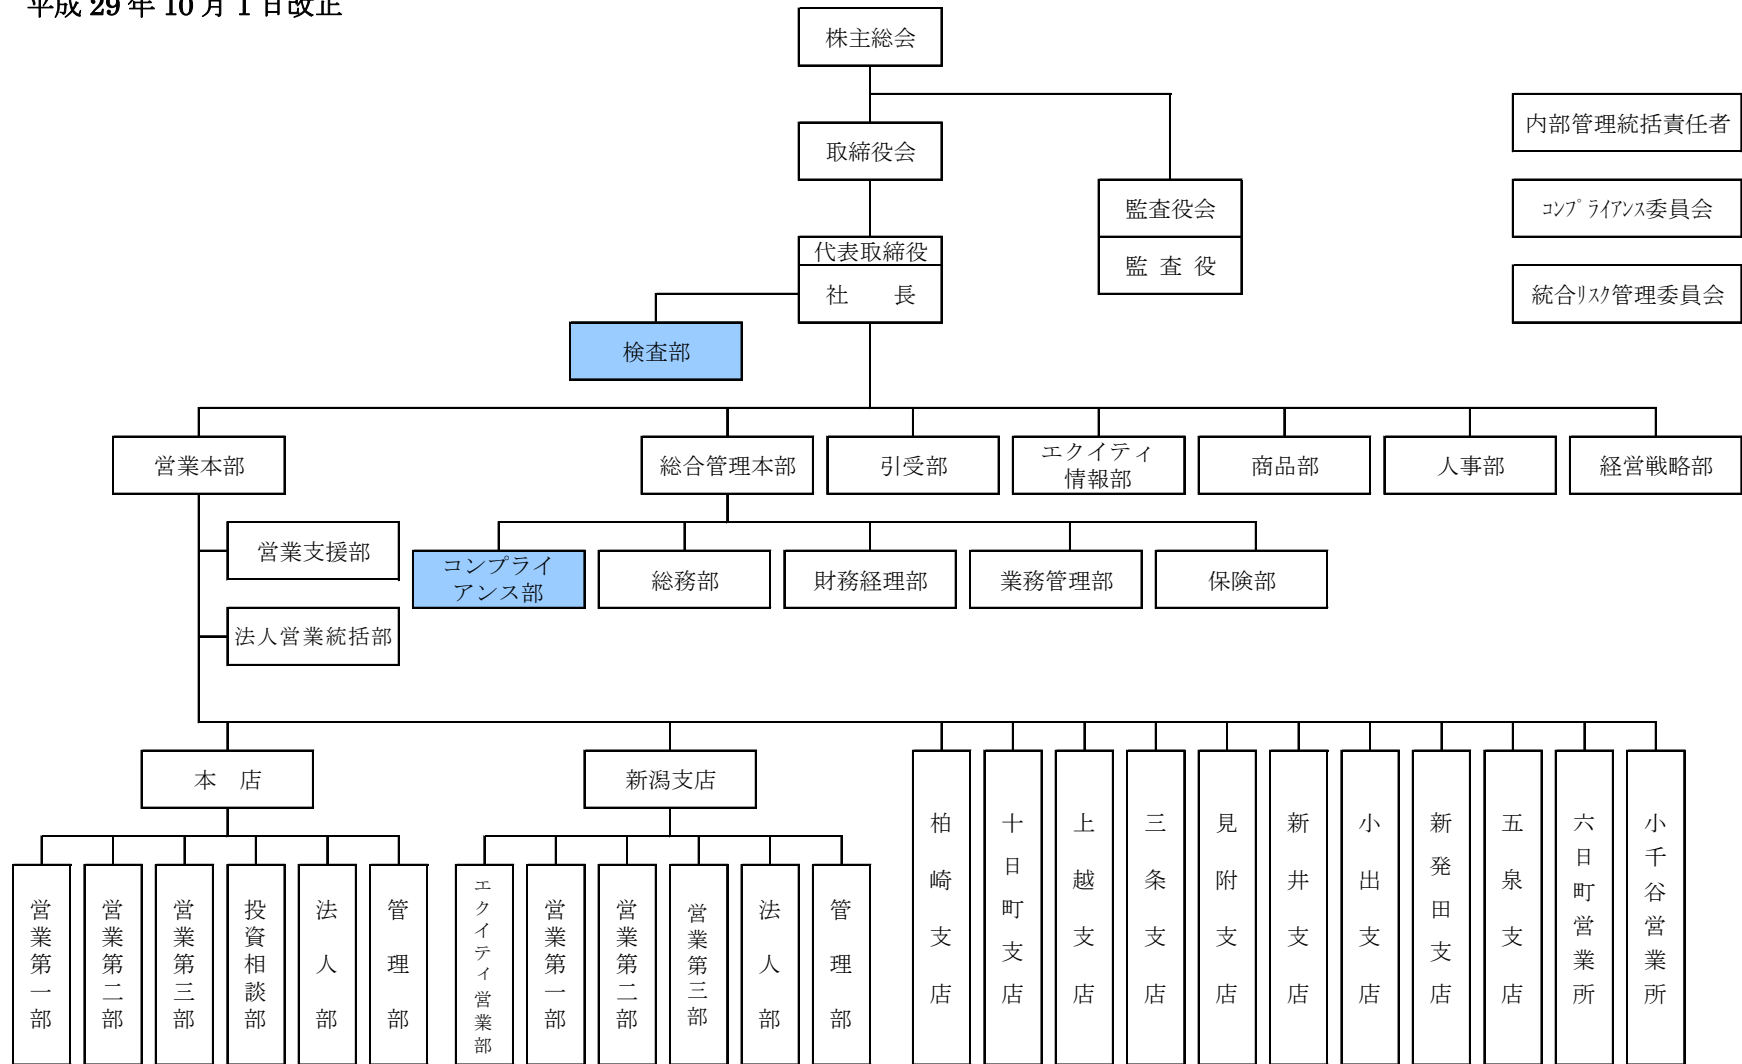 平成 29 年 10 月 1 日改正
株主総会
内部管理統括責任者
取締役会
監査役会
監 査 役
ｺﾝﾌﾟﾗｲｱﾝｽ委員会
代表取締役
社　　長
統合ﾘｽｸ管理委員会
検査部
営業本部
総合管理本部
引受部
エクイティ
情報部
商品部
人事部
経営戦略部
営業支援部
コンプライ
アンス部
総務部
財務経理部
業務管理部
保険部
法人営業統括部
本　店
新潟支店
柏崎支店
十日町支店
上越支店
三条支店
見附支店
新井支店
小出支店
新発田支店
五泉支店
六日町営業所
小千谷営業所
営業第一部
営業第二部
営業第三部
投資相談部
法人部
管理部
エクイティ営業部
営業第一部
営業第二部
営業第三部
法人部
管理部